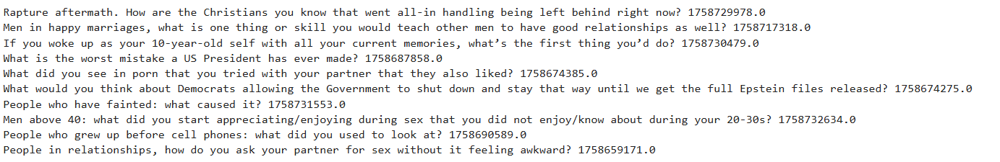 Rapture aftermath. How are the Christians you know that went all-in handling being left behind right now? 1758729978.0
Men in happy marriages, what is one thing or skill you would teach other men to have good relationships as well? 1758717318.0
If you woke up as your 10-year-old self with all your current memories, what’s the first thing you’d do? 1758730479.0
What is the worst mistake a US President has ever made? 1758687858.0
What did you see in porn that you tried with your partner that they also liked? 1758674385.0
What would you think about Democrats allowing the Government to shut down and stay that way until we get the full Epstein files released? 1758674275.0
People who have fainted: what caused it? 1758731553.0
Men above 40: what did you start appreciating/enjoying during sex that you did not enjoy/know about during your 20-30s? 1758732634.0
People who grew up before cell phones: what did you used to look at? 1758690589.0
People in relationships, how do you ask your partner for sex without it feeling awkward? 1758659171.0